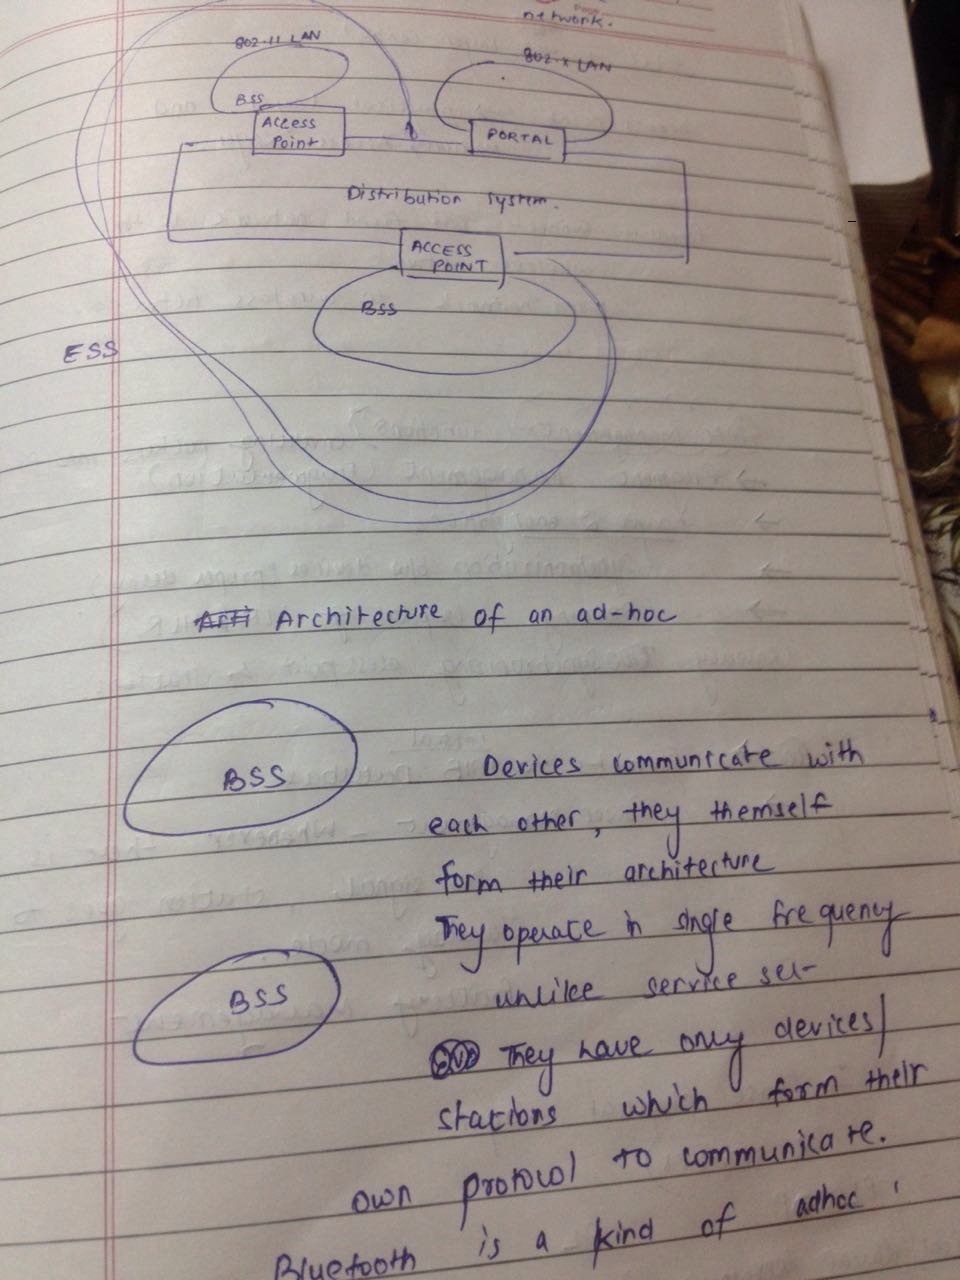 network.
802.11 LAN
802.X LAN
BSS
ACCess
Point
PORTAL
Distribution System.
ACCESS
POINT
BSS
ESS
Architecture of an ad-hoc
BSS
Devices communicate with
each other, they themself
form their architecture
They operate in single frequency
unlike service set
BSS
They have only devices/
stations which form their
own protocol to communicate.
Bluetooth is a kind of adhoc